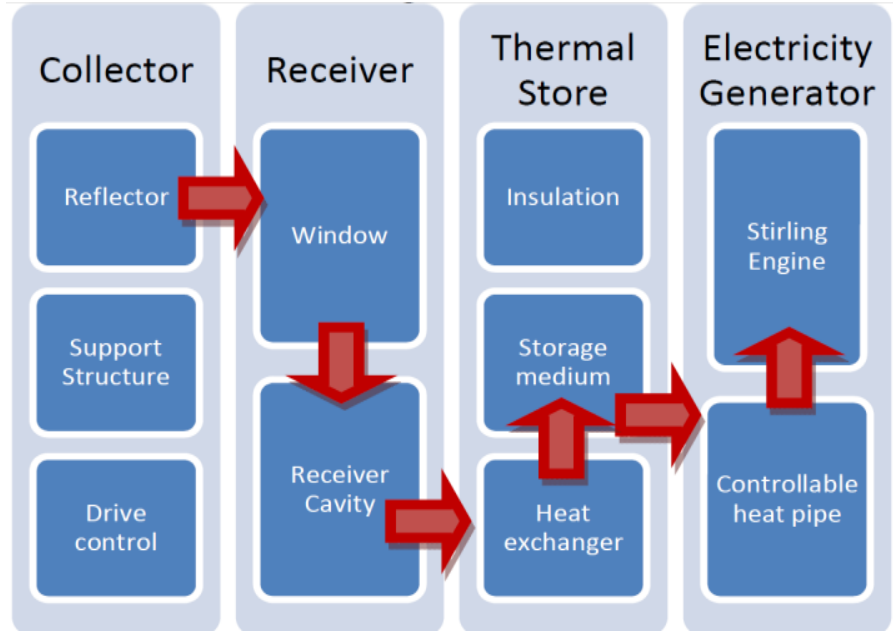 Collector
Reflector
Support
Structure
Drive
control
Receiver
Window
Receiver
Cavity
Thermal
Store
Insulation
Storage
medium
Heat
exchanger
Electricity
Generator
Stirling
Engine
Controllable
heat pipe